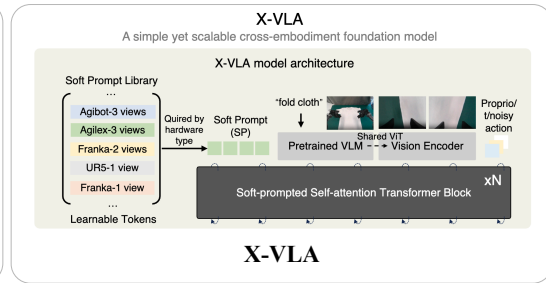 X-VLA
A simple yet scalable cross-embodiment foundation model
X-VLA model architecture
Soft Prompt Library
...
Agibot-3 views
Agilex-3 views
Franka-2 views
UR5-1 view
Franka-1 view
...
Learnable Tokens
Quired by
hardware
type
Soft Prompt
(SP)
“fold cloth”
Shared ViT
Pretrained VLM
Vision Encoder
Proprio/
t/noisy
action
xN
Soft-prompted Self-attention Transformer Block
X-VLA